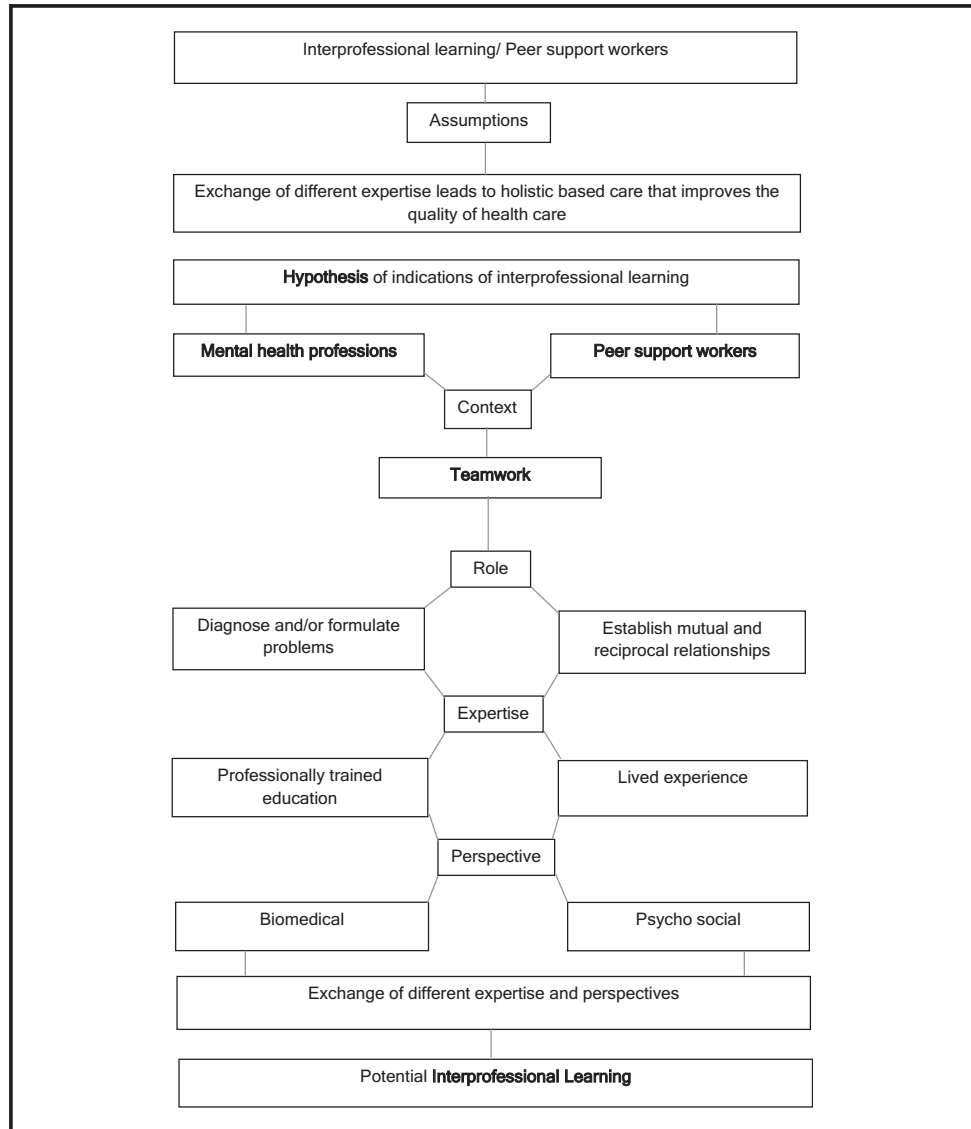 Interprofessional learning/ Peer support workers
Assumptions
Exchange of different expertise leads to holistic based care that improves the
quality of health care
Hypothesis of indications of interprofessional learning
Mental health professions
Peer support workers
Context
Teamwork
Role
Diagnose and/or formulate
problems
Establish mutual and
reciprocal relationships
Expertise
Professionally trained
education
Lived experience
Perspective
Biomedical
Psycho social
Exchange of different expertise and perspectives
Potential Interprofessional Learning